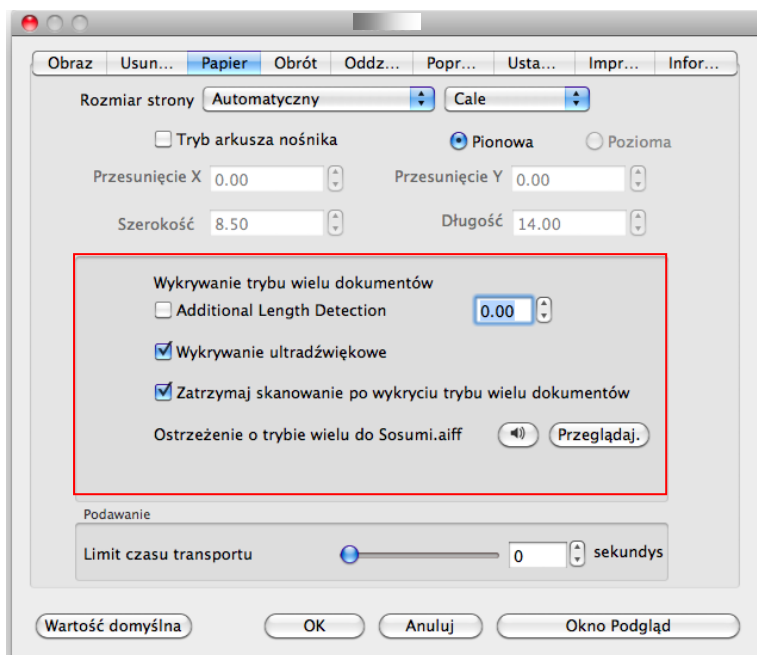 Obraz Usun... Papier Obrót Oddz... Popr... Usta... Impr... Infor...
Rozmiar strony Automatyczny Cale
Tryb arkusza nośnika Pionowa Pozioma
Przesunięcie X 0.00 Przesunięcie Y 0.00
Szerokość 8.50 Długość 14.00
Wykrywanie trybu wielu dokumentów
Additional Length Detection 0.00
Wykrywanie ultradźwiękowe
Zatrzymaj skanowanie po wykryciu trybu wielu dokumentów
Ostrzeżenie o trybie wielu do Sosumi.aiff Przeglądaj.
Podawanie
Limit czasu transportu 0 sekundys
Wartość domyślna OK Anuluj Okno Podgląd